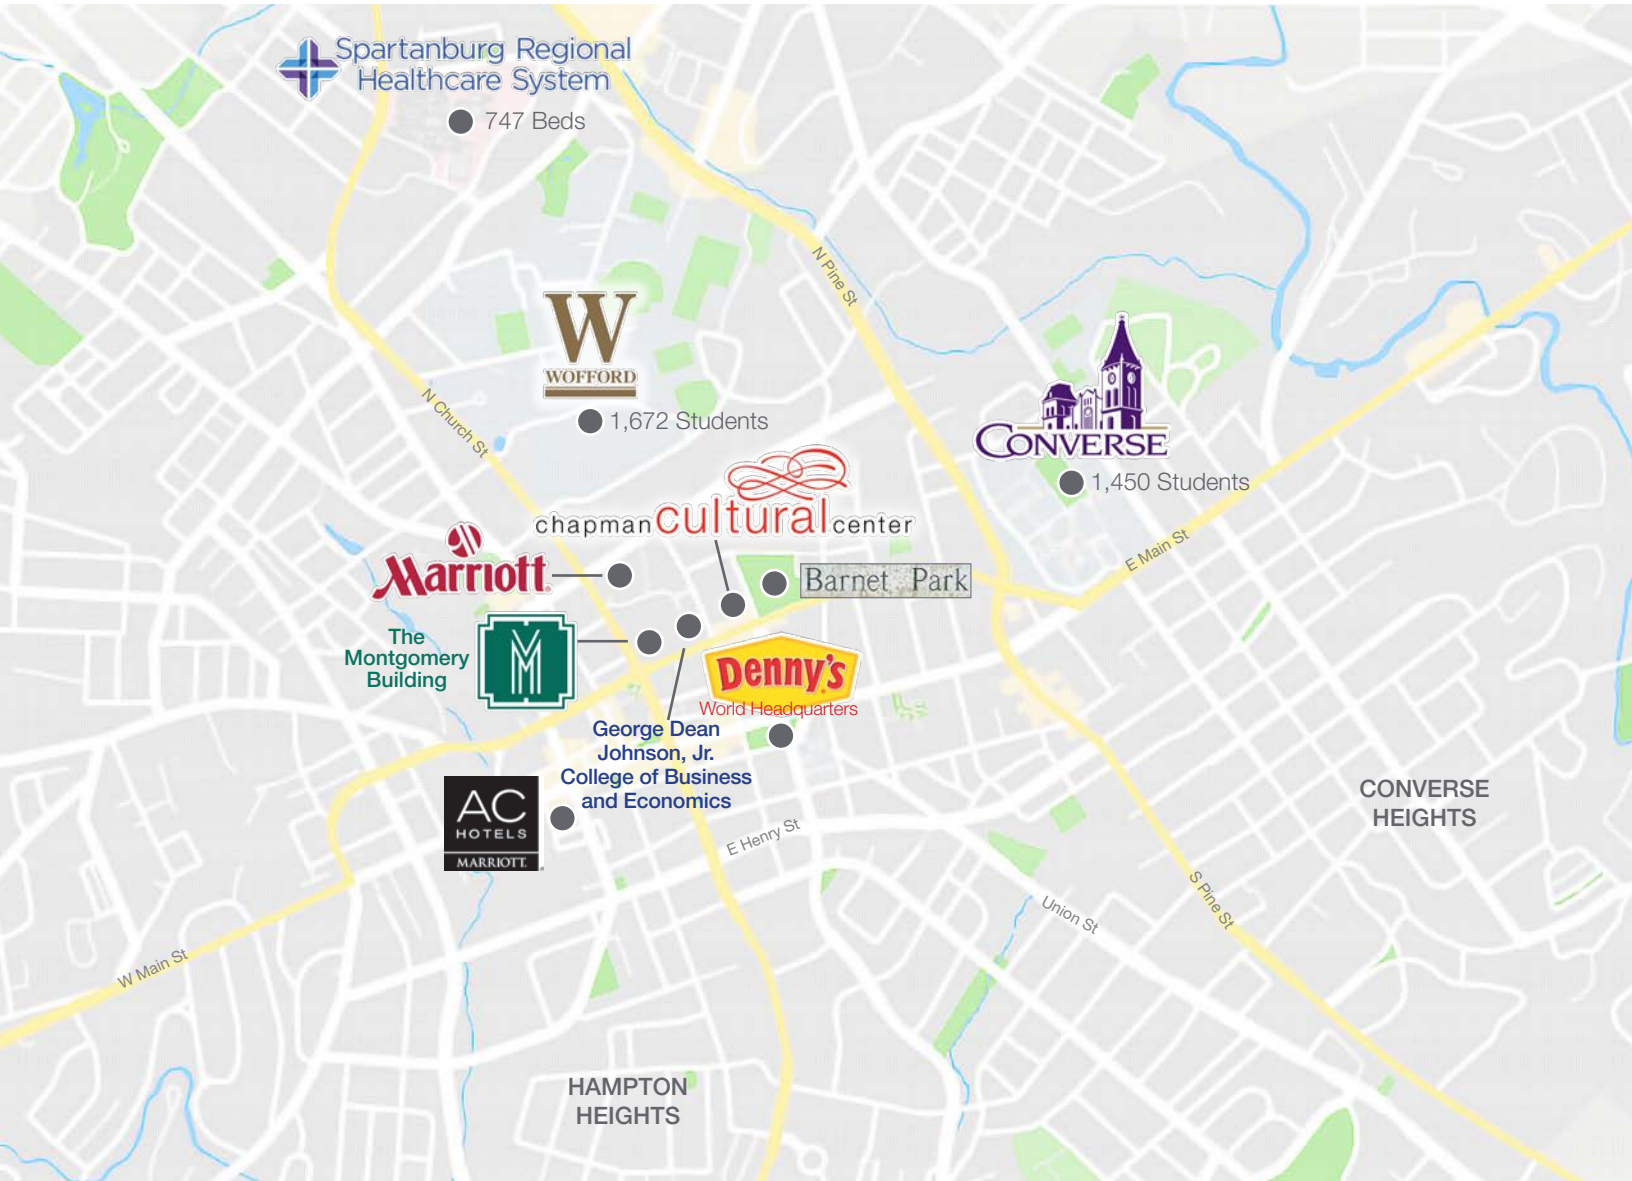 Spartanburg Regional
Healthcare System
747 Beds
N Pine St
W
WOFFORD
1,672 Students
N Church St
CONVERSE
1,450 Students
chapman cultural center
E Main St
Marriott
Barnet Park
The
Montgomery
Building
M
Denny's
World Headquarters
George Dean
Johnson, Jr.
College of Business
and Economics
AC
HOTELS
MARRIOTT
CONVERSE
HEIGHTS
E Henry St
S Pine St
Union St
W Main St
HAMPTON
HEIGHTS